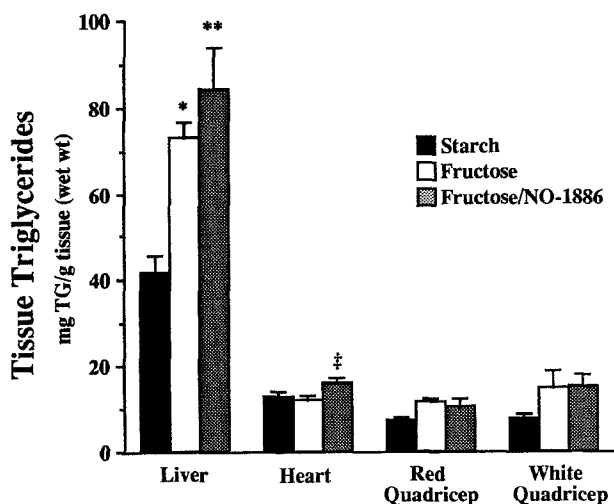 Tissue Triglycerides
mg TG/g tissue (wet wt)
100
80
60
40
20
0
*
**
‡
Starch
Fructose
Fructose/NO-1886
Liver
Heart
Red
Quadricep
White
Quadricep